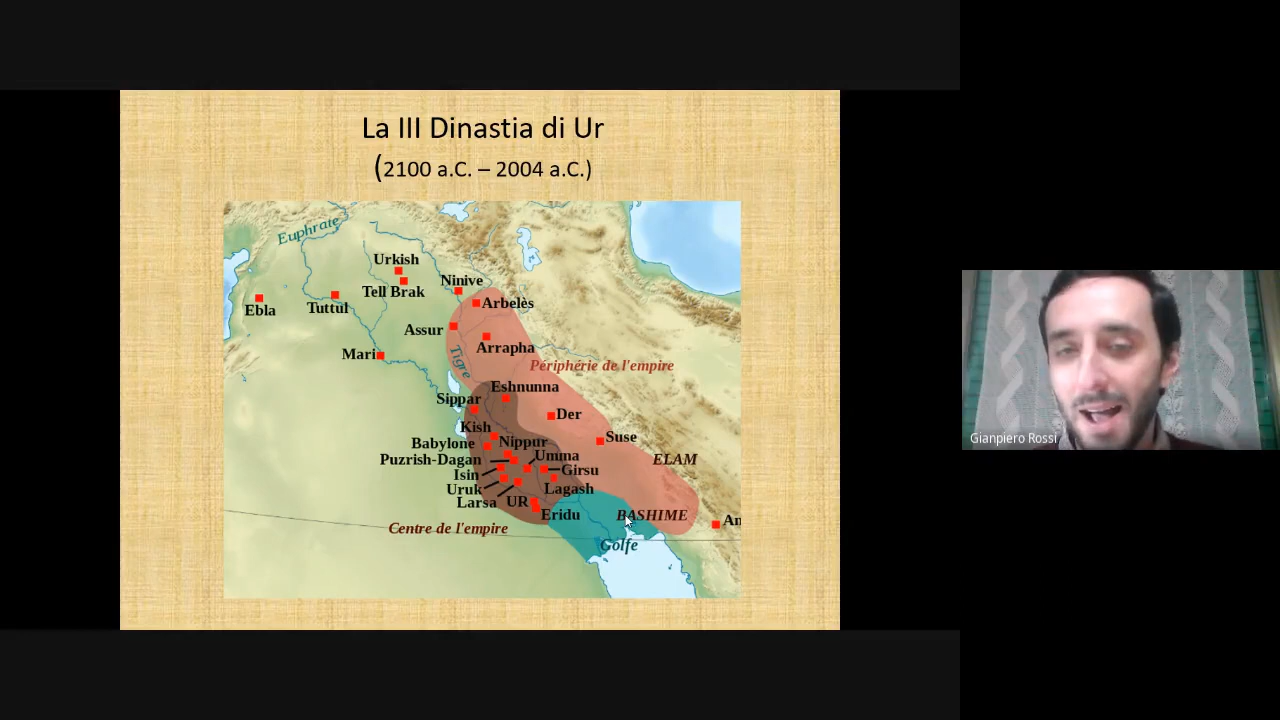 La III Dinastia di Ur
(2100 a.C. – 2004 a.C.)
Euphrate
Urkish
Tell Brak
Ninive
Arbelès
Ebla
Tuttul
Assur
Arrapha
Mari
Tigre
Périphérie de l'empire
Eshnunna
Sippar
Der
Kish
Suse
Babylone
Nippur
Puzrish-Dagan
Umma
ELAM
Isin
Girsu
Uruk
Lagash
Larsa
UR
Eridu
BASHIME
An
Centre de l'empire
Golfe
Gianpiero Rossi